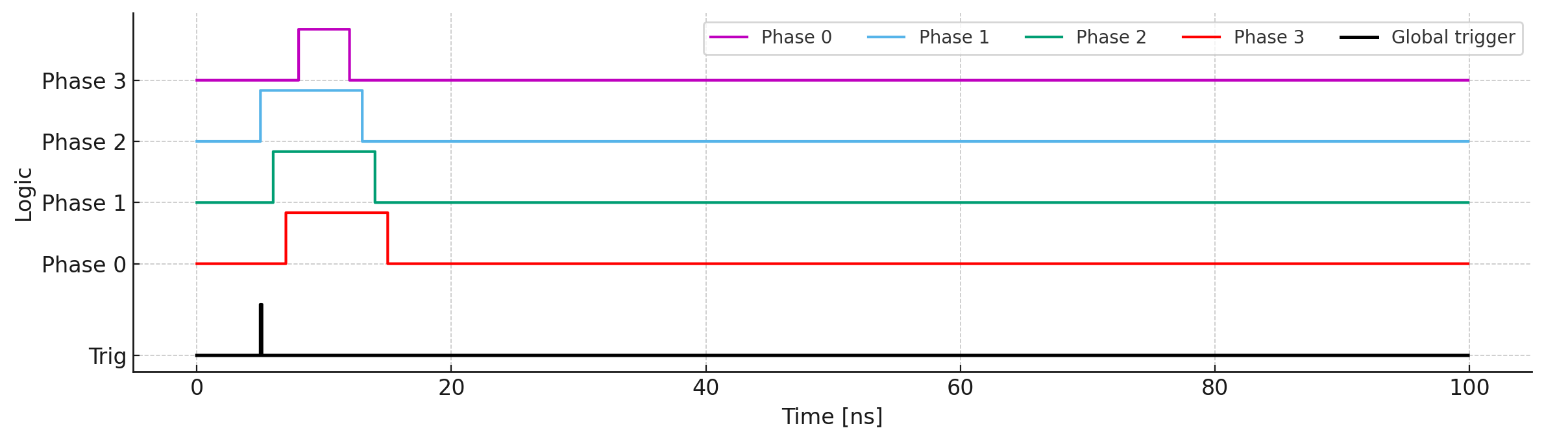 Phase 0 Phase 1 Phase 2 Phase 3 Global trigger
Logic
Phase 3
Phase 2
Phase 1
Phase 0
Trig
0 20 40 60 80 100
Time [ns]